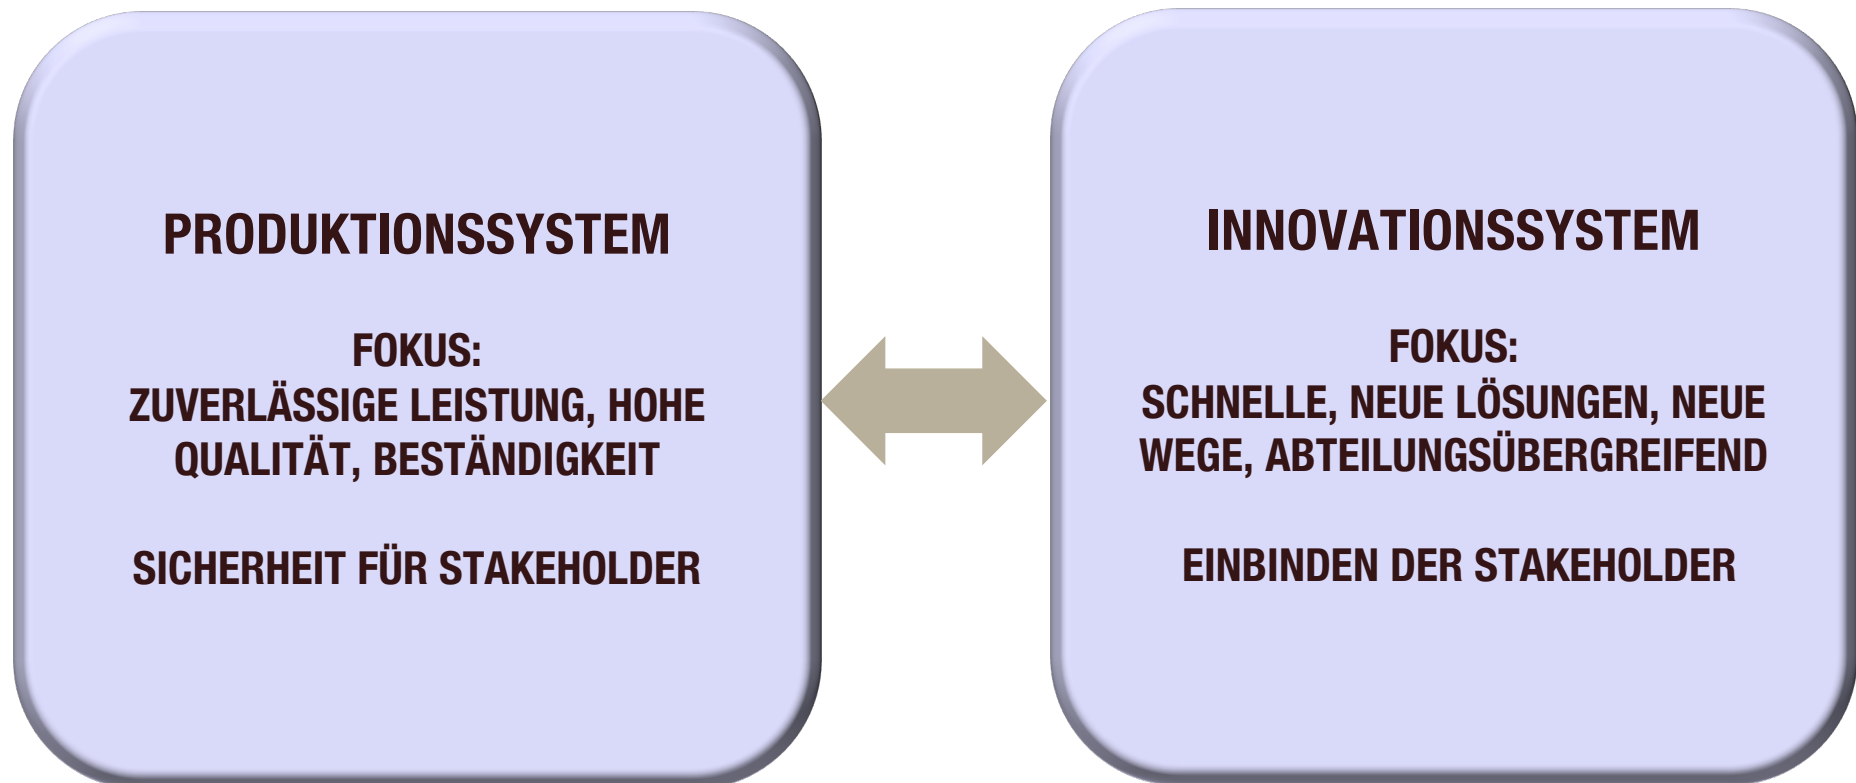 PRODUKTIONSSYSTEM
FOKUS:
ZUVERLÄSSIGE LEISTUNG, HOHE
QUALITÄT, BESTÄNDIGKEIT
SICHERHEIT FÜR STAKEHOLDER
INNOVATIONSSYSTEM
FOKUS:
SCHNELLE, NEUE LÖSUNGEN, NEUE
WEGE, ABTEILUNGSÜBERGREIFEND
EINBINDEN DER STAKEHOLDER